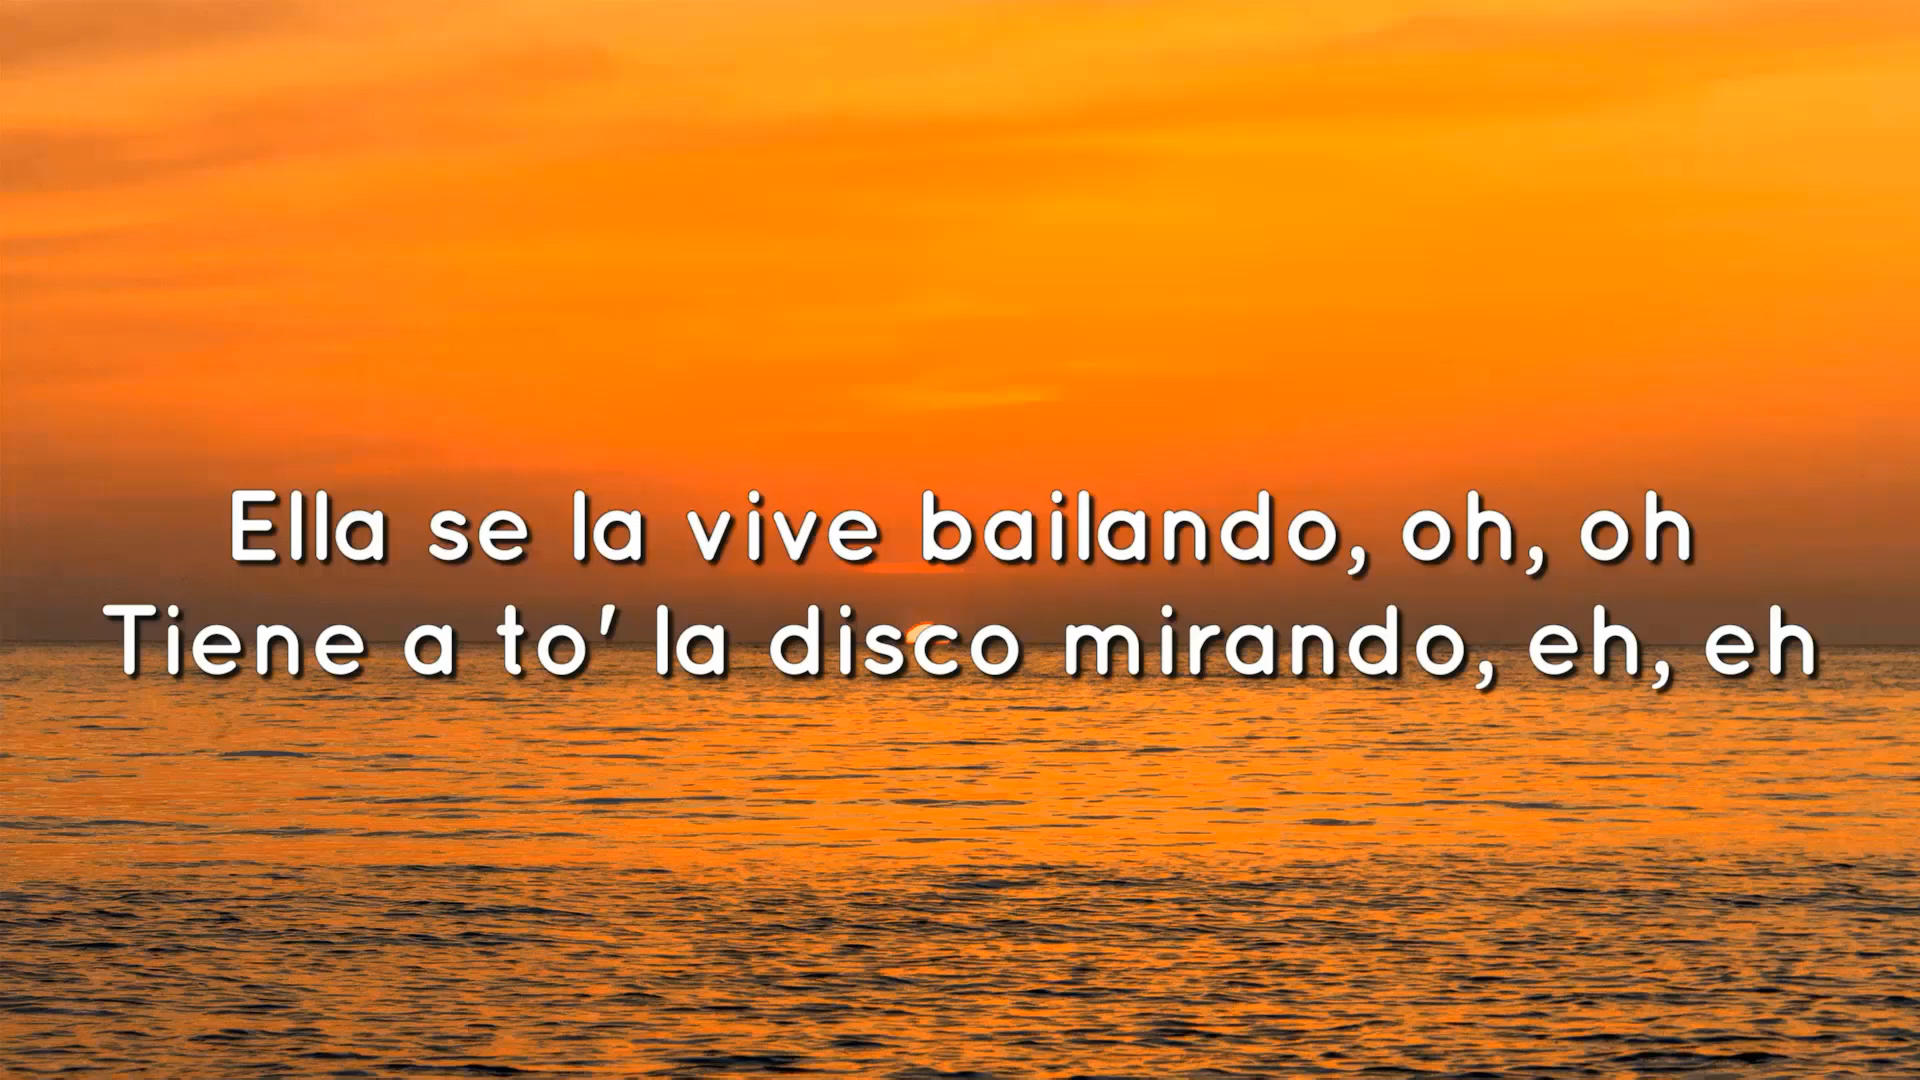 Ella se la vive bailando, oh, oh
Tiene a to' la disco mirando, eh, eh